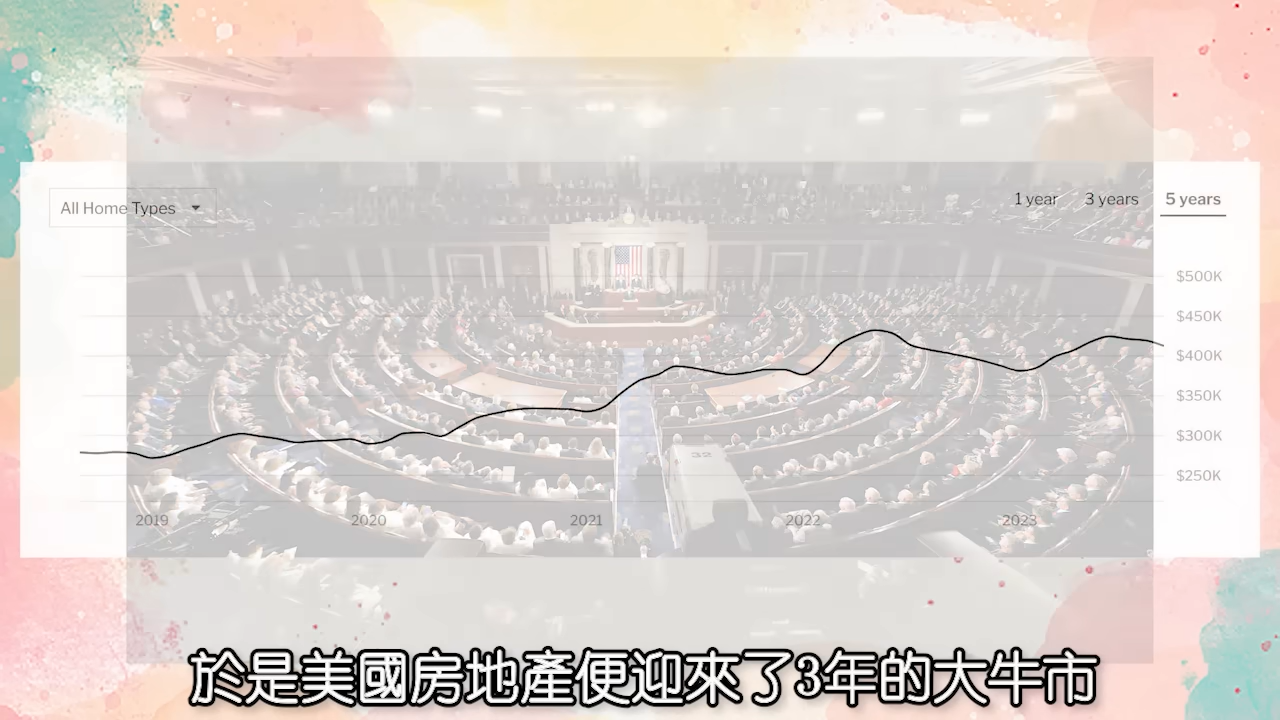 All Home Types
1 year 3 years 5 years
$500K
$450K
$400K
$350K
$300K
$250K
2019 2020 2021 2022 2023
32
於是美國房地產便迎來了3年的大牛市